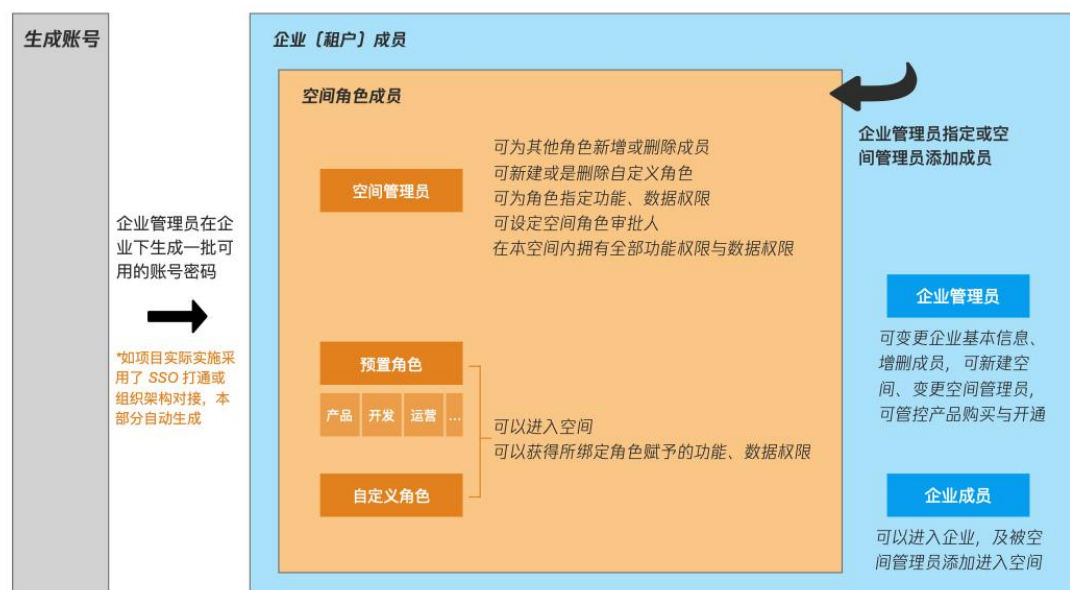 生成账号
企业管理员在企
业下生成一批可
用的账号密码
*如项目实际实施采
用了 SSO 打通或
组织架构对接，本
部分自动生成
企业（租户）成员
空间角色成员
空间管理员
可为其他角色新增或删除成员
可新建或是删除自定义角色
可为角色指定功能、数据权限
可设定空间角色审批人
在本空间内拥有全部功能权限与数据权限
预置角色
产品 开发 运营 ...
自定义角色
可以进入空间
可以获得所绑定角色赋予的功能、数据权限
企业管理员指定或空
间管理员添加成员
企业管理员
可变更企业基本信息、
增删成员，可新建空
间、变更空间管理员，
可管控产品购买与开通
企业成员
可以进入企业，及被空
间管理员添加进入空间